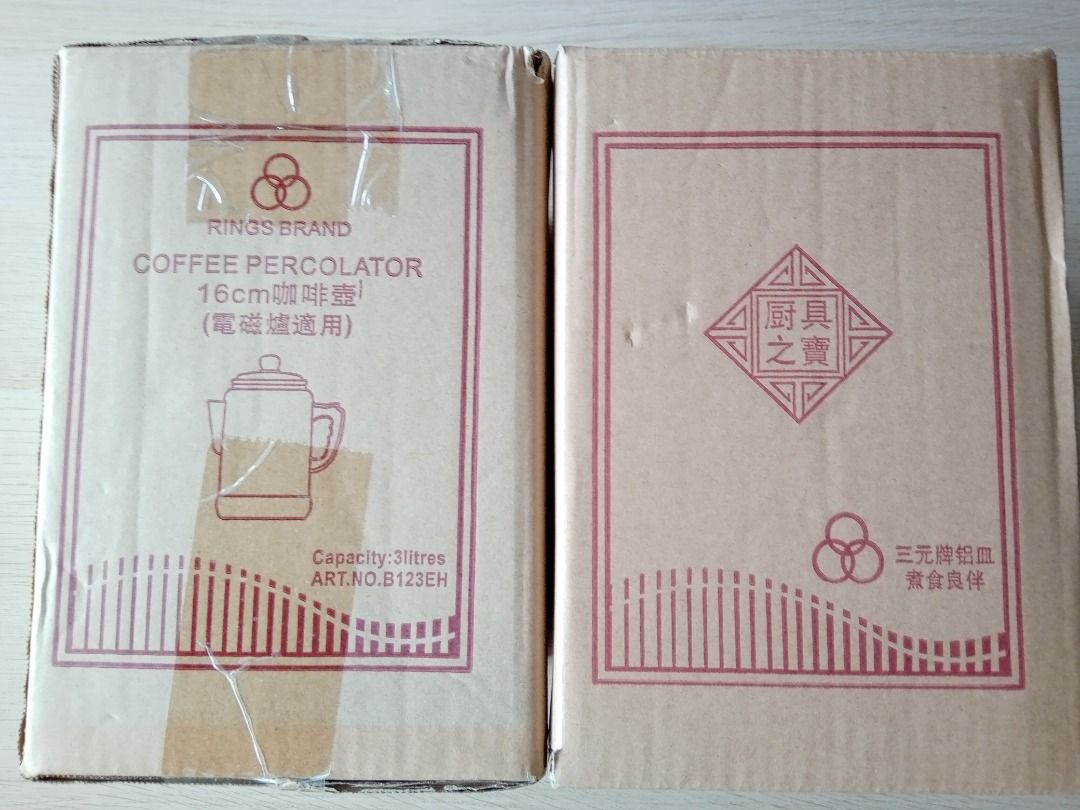 RINGS BRAND
COFFEE PERCOLATOR
16cm咖啡壺
(電磁爐適用)
Capacity:3litres
ART.NO.B123EH
厨具
之寶
三元牌铝皿
煮食良伴